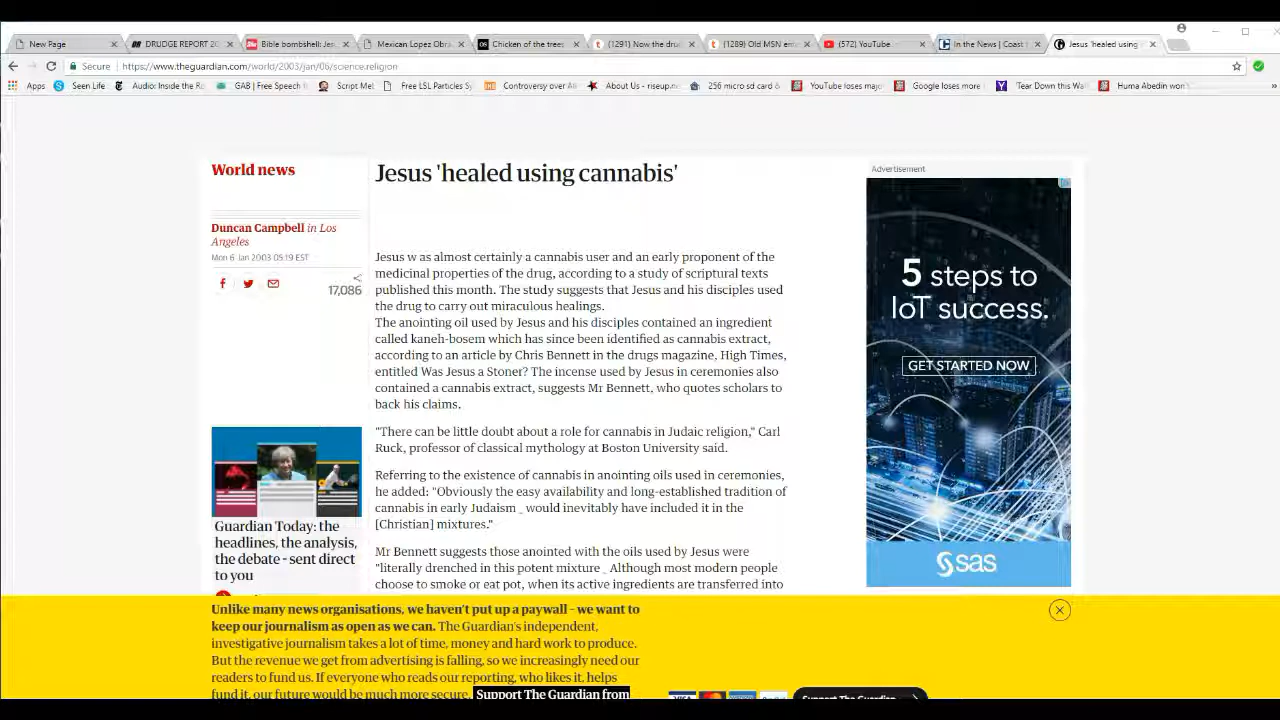 New Page
DRUDGE REPORT 20
Bible bombshell: Jes
Mexican Lopez Obra
Chicken of the trees
(1291) Now the drud
(1289) Old MSN em
(572) YouTube
In the News | Coast t
Jesus 'healed using
Secure
https://www.theguardian.com/world/2003/jan/06/science.religion
Apps
Seen Life
Audio: Inside the Ro
GAB | Free Speec
Script Mel
Free LSL Particles Sy
Controversy over
About Us - riseup.n
256 micro sd card
YouTube loses majo
Google loses more
'Tear Down this Wal
Huma Abedin won'
World news
Jesus 'healed using cannabis'
Duncan Campbell in Los
Angeles
Mon 6 Jan 2003 05.19 EST
17,086
Jesus w as almost certainly a cannabis user and an early proponent of the
medicinal properties of the drug, according to a study of scriptural texts
published this month. The study suggests that Jesus and his disciples used
the drug to carry out miraculous healings.
The anointing oil used by Jesus and his disciples contained an ingredient
called kaneh-bosem which has since been identified as cannabis extract,
according to an article by Chris Bennett in the drugs magazine, High Times,
entitled Was Jesus a Stoner? The incense used by Jesus in ceremonies also
contained a cannabis extract, suggests Mr Bennett, who quotes scholars to
back his claims.
"There can be little doubt about a role for cannabis in Judaic religion," Carl
Ruck, professor of classical mythology at Boston University said.
Referring to the existence of cannabis in anointing oils used in ceremonies,
he added: "Obviously the easy availability and long-established tradition of
cannabis in early Judaism _ would inevitably have included it in the
[Christian] mixtures."
Mr Bennett suggests those anointed with the oils used by Jesus were
"literally drenched in this potent mixture _ Although most modern people
choose to smoke or eat pot, when its active ingredients are transferred into
Guardian Today: the
headlines, the analysis,
the debate - sent direct
to you
Advertisement
5 steps to
IoT success.
GET STARTED NOW
sas
Unlike many news organisations, we haven't put up a paywall – we want to
keep our journalism as open as we can. The Guardian's independent,
investigative journalism takes a lot of time, money and hard work to produce.
But the revenue we get from advertising is falling, so we increasingly need our
readers to fund us. If everyone who reads our reporting, who likes it, helps
fund it, our future would be much more secure. Support The Guardian from
VISA
Support The Guardian